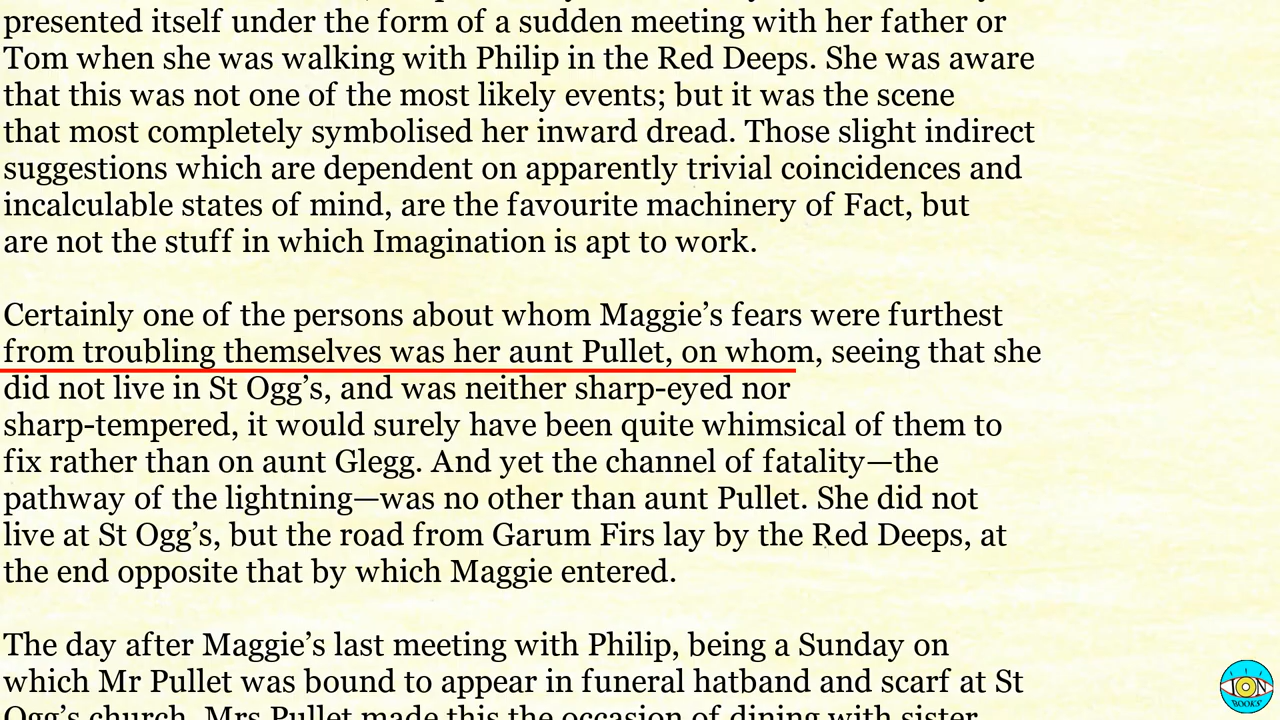 presented itself under the form of a sudden meeting with her father or
Tom when she was walking with Philip in the Red Deeps. She was aware
that this was not one of the most likely events; but it was the scene
that most completely symbolised her inward dread. Those slight indirect
suggestions which are dependent on apparently trivial coincidences and
incalculable states of mind, are the favourite machinery of Fact, but
are not the stuff in which Imagination is apt to work.
Certainly one of the persons about whom Maggie’s fears were furthest
from troubling themselves was her aunt Pullet, on whom, seeing that she
did not live in St Ogg’s, and was neither sharp-eyed nor
sharp-tempered, it would surely have been quite whimsical of them to
fix rather than on aunt Glegg. And yet the channel of fatality—the
pathway of the lightning—was no other than aunt Pullet. She did not
live at St Ogg’s, but the road from Garum Firs lay by the Red Deeps, at
the end opposite that by which Maggie entered.
The day after Maggie’s last meeting with Philip, being a Sunday on
which Mr Pullet was bound to appear in funeral hatband and scarf at St
Ogg’s church, Mrs Pullet made this the occasion of dining with sister
ION
BOOKS